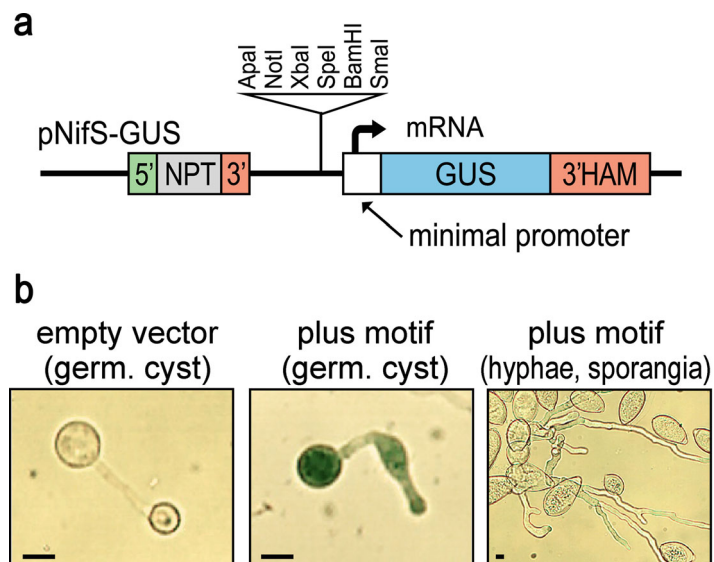 a
ApaI
NotI
XbaI
SpeI
BamHI
SmaI
pNifS-GUS
mRNA
5’ NPT 3’ GUS 3’HAM
minimal promoter
b
empty vector
(germ. cyst)
plus motif
(germ. cyst)
plus motif
(hyphae, sporangia)